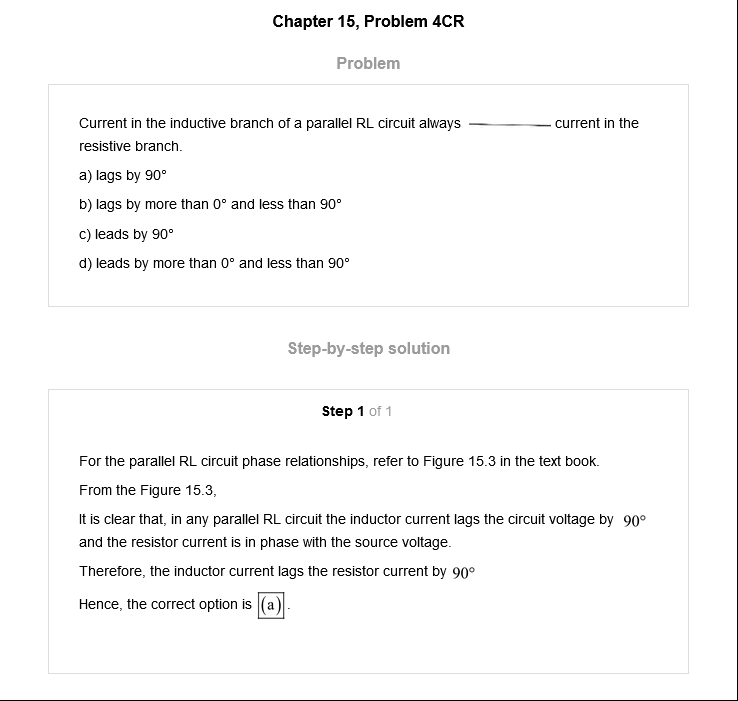 Chapter 15, Problem 4CR
Problem
Current in the inductive branch of a parallel RL circuit always ________ current in the
resistive branch.
a) lags by 90°
b) lags by more than 0° and less than 90°
c) leads by 90°
d) leads by more than 0° and less than 90°
Step-by-step solution
Step 1 of 1
For the parallel RL circuit phase relationships, refer to Figure 15.3 in the text book.
From the Figure 15.3,
It is clear that, in any parallel RL circuit the inductor current lags the circuit voltage by 90°
and the resistor current is in phase with the source voltage.
Therefore, the inductor current lags the resistor current by 90°
Hence, the correct option is (a).